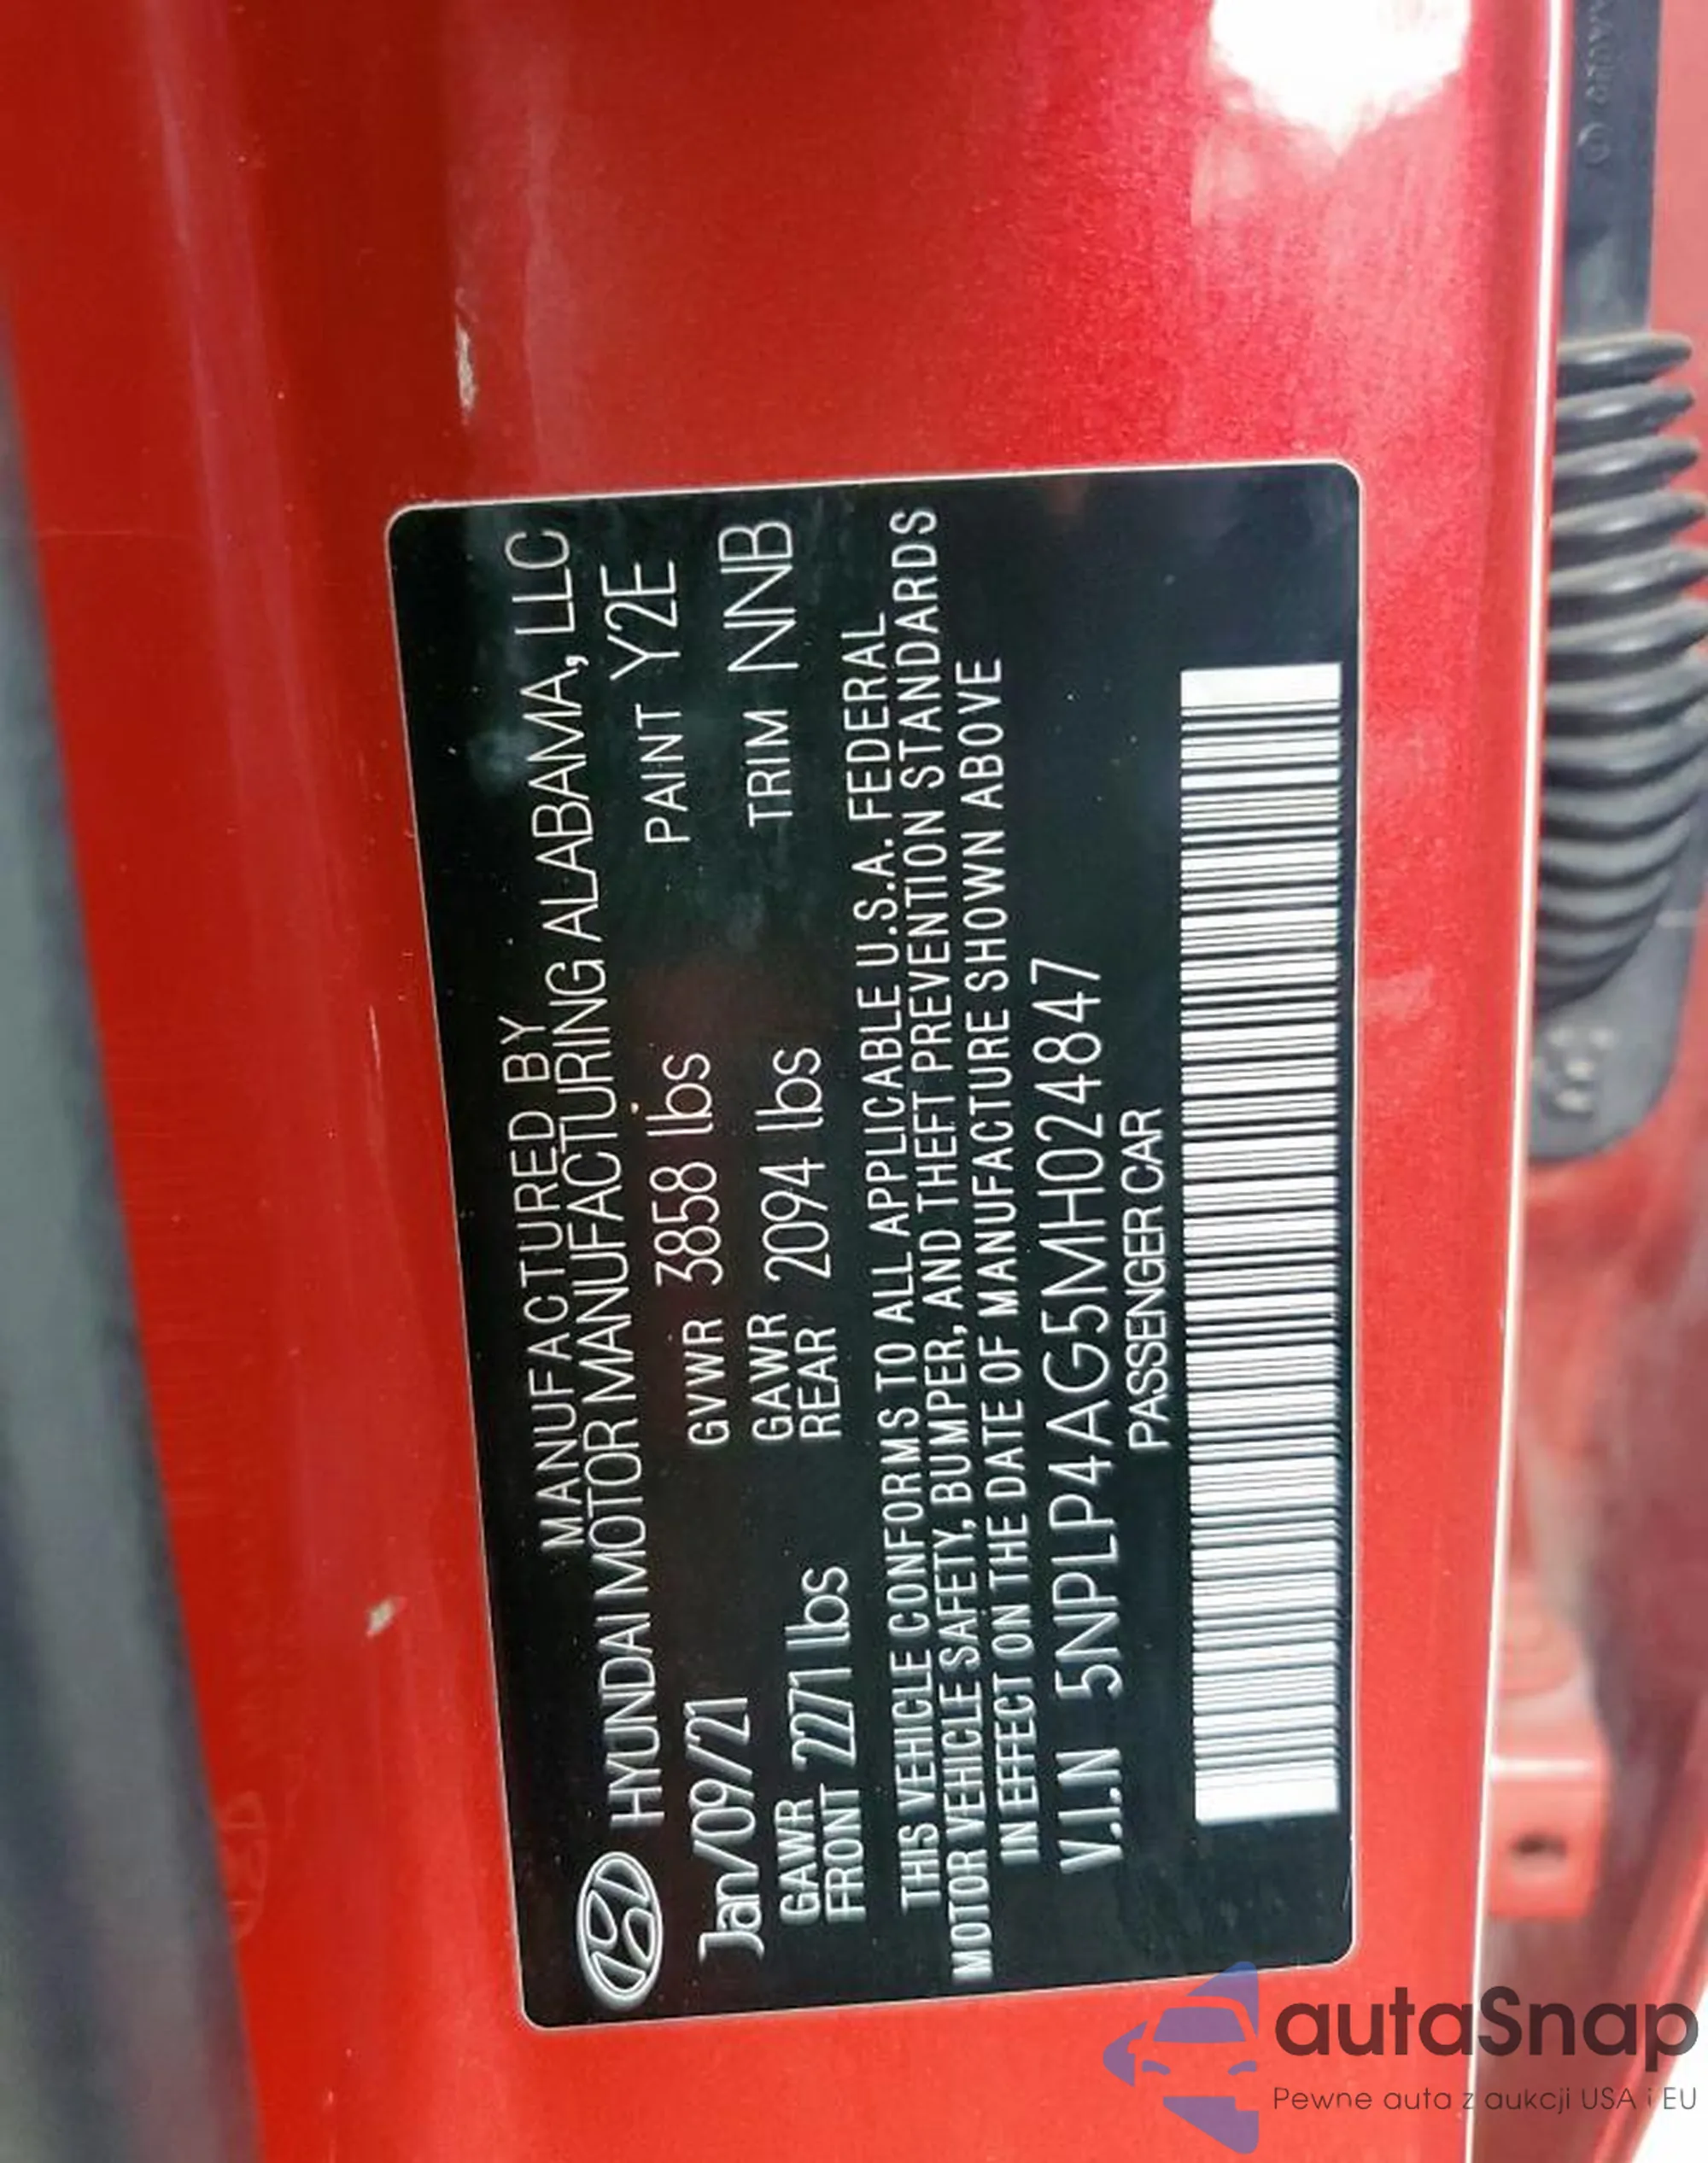 MANUFACTURED BY
HYUNDAI MOTOR MANUFACTURING ALABAMA, LLC
Jan/09/21 GVWR 3858 lbs PAINT Y2E
GAWR FRONT 2271 lbs GAWR REAR 2094 lbs TRIM NNB
THIS VEHICLE CONFORMS TO ALL APPLICABLE U.S.A. FEDERAL
MOTOR VEHICLE SAFETY, BUMPER, AND THEFT PREVENTION STANDARDS
IN EFFECT ON THE DATE OF MANUFACTURE SHOWN ABOVE
V.I.N 5NPLP4AG5MH024847
PASSENGER CAR
autaSnap
Pewne auta z aukcji USA i EU